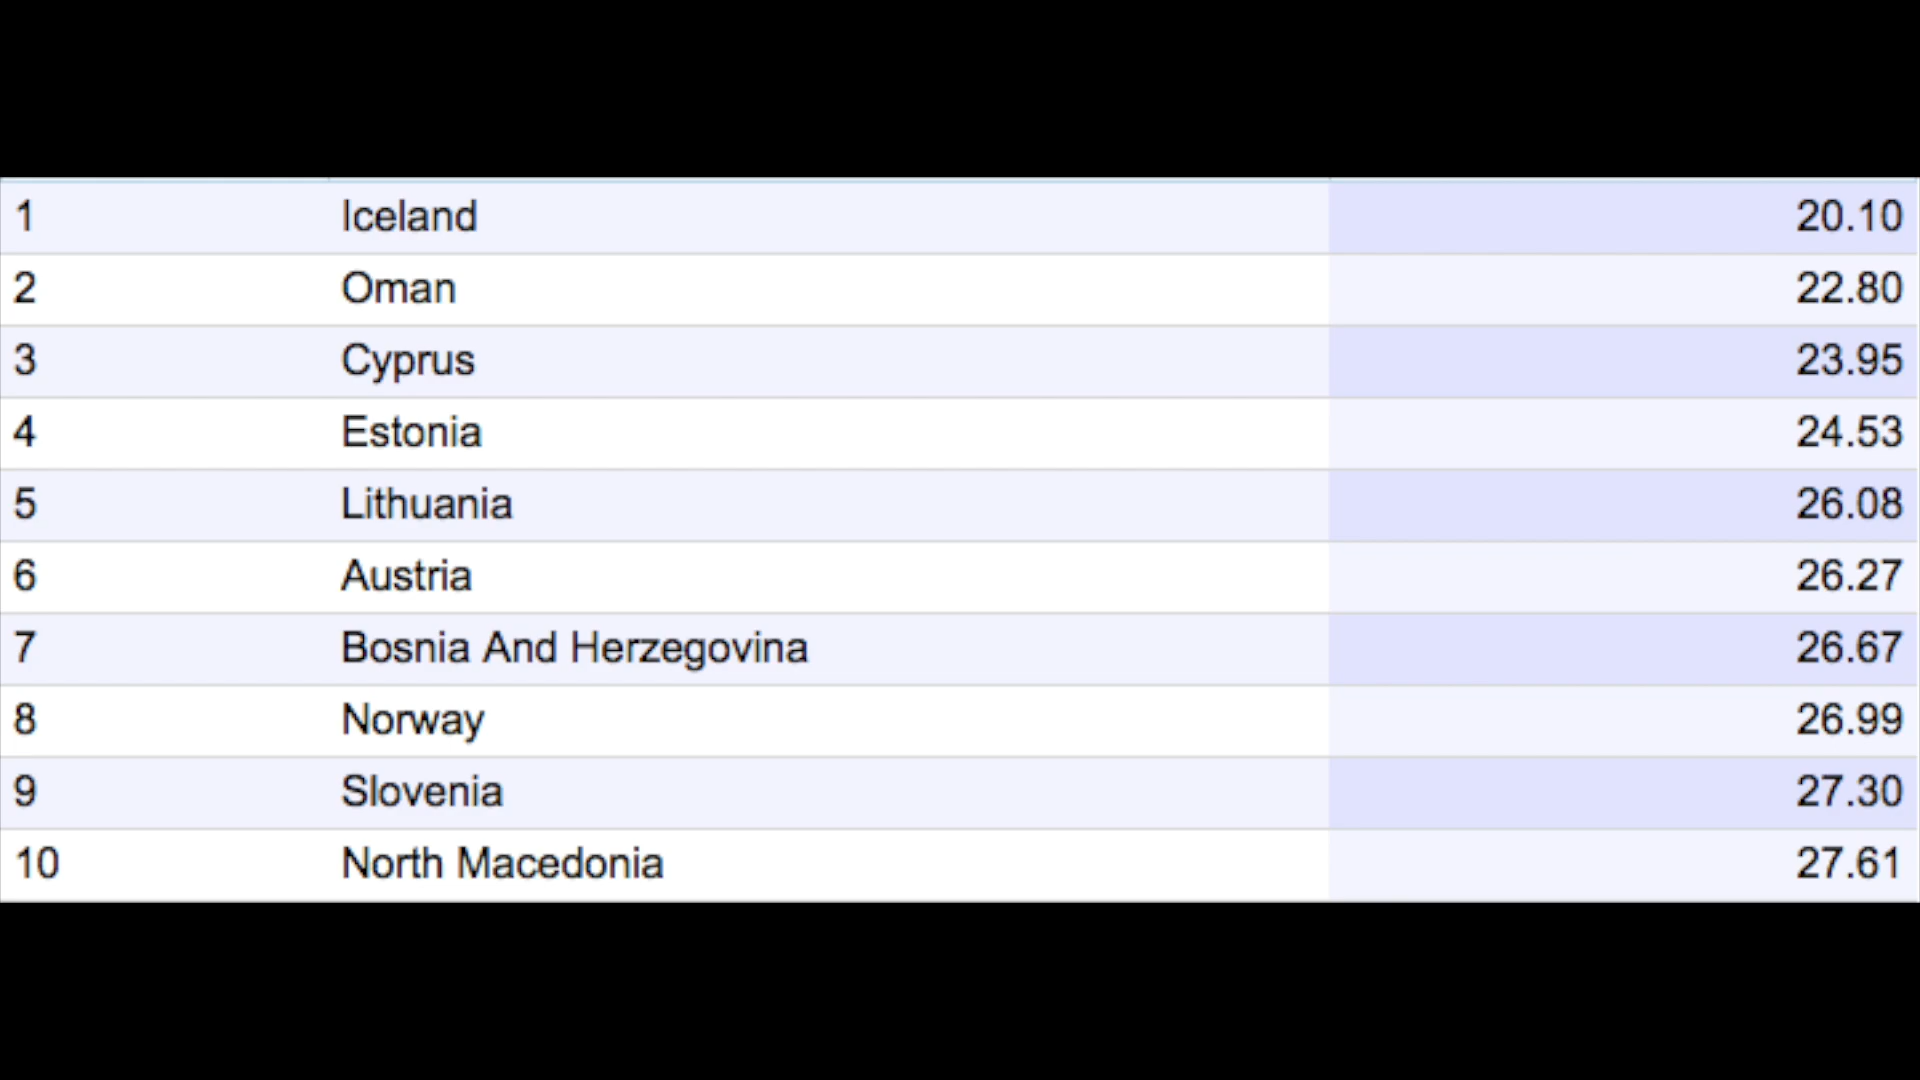 1 Iceland 20.10
2 Oman 22.80
3 Cyprus 23.95
4 Estonia 24.53
5 Lithuania 26.08
6 Austria 26.27
7 Bosnia And Herzegovina 26.67
8 Norway 26.99
9 Slovenia 27.30
10 North Macedonia 27.61